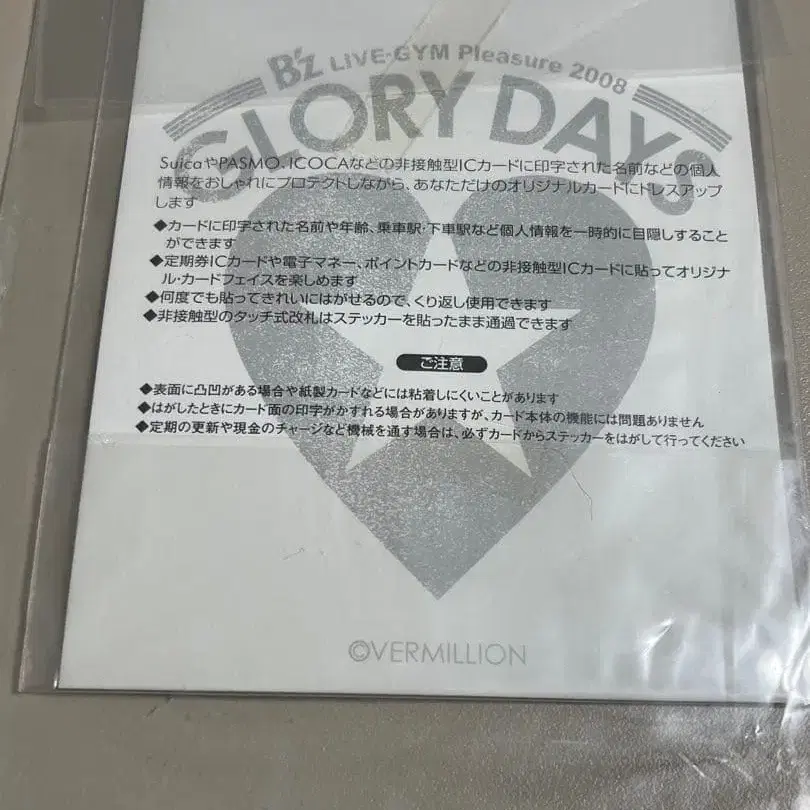 B'z LIVE-GYM Pleasure 2008
GLORY DAYS
SuicaやPASMO、ICOCAなどの非接触型ICカードに印字された名前などの個人
情報をおしゃれにプロテクトしながら、あなただけのオリジナルカードにドレスアップ
します
◆カードに印字された名前や年齢、乗車駅・下車駅など個人情報を一時的に目隠しすること
ができます
◆定期券ICカードや電子マネー、ポイントカードなどの非接触型ICカードに貼ってオリジナ
ル・カードフェイスを楽しめます
◆何度でも貼ってきれいにはがせるので、くり返し使用できます
◆非接触型のタッチ式改札はステッカーを貼ったまま通過できます
ご注意
◆表面に凸凹がある場合や紙製カードなどには粘着しにくいことがあります
◆はがしたときにカード面の印字がかすれる場合がありますが、カード本体の機能には問題ありません
◆定期の更新や現金のチャージなど機械を通す場合は、必ずカードからステッカーをはがして行ってください
©VERMILLION